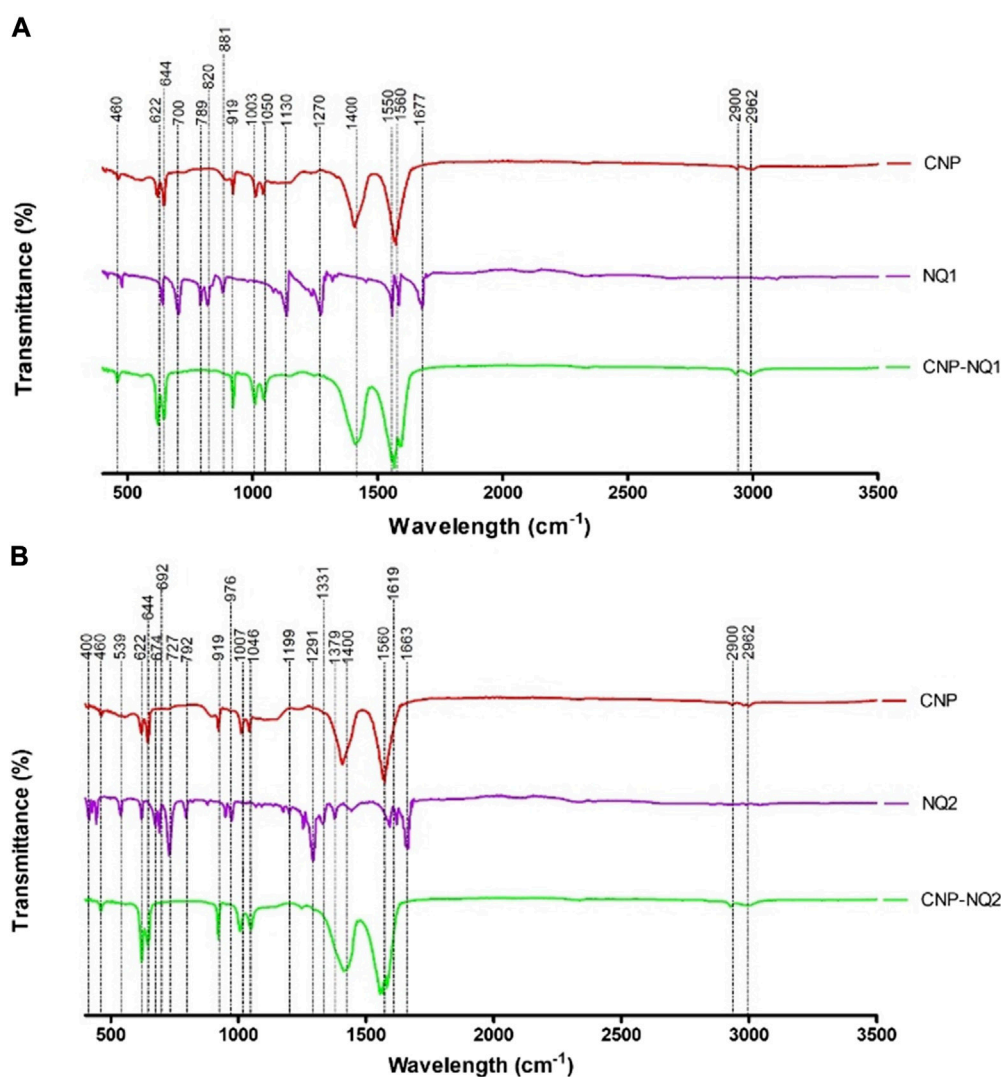 A
460
622
644
700
789
820
881
919
1003
1050
1130
1270
1400
1550
1560
1677
2900
2962
CNP
NQ1
CNP-NQ1
Transmittance (%)
500 1000 1500 2000 2500 3000 3500
Wavelength (cm-1)
B
400
460
539
622
644
674
692
727
792
919
976
1007
1046
1199
1291
1331
1379
1400
1560
1619
1663
2900
2962
CNP
NQ2
CNP-NQ2
Transmittance (%)
500 1000 1500 2000 2500 3000 3500
Wavelength (cm-1)